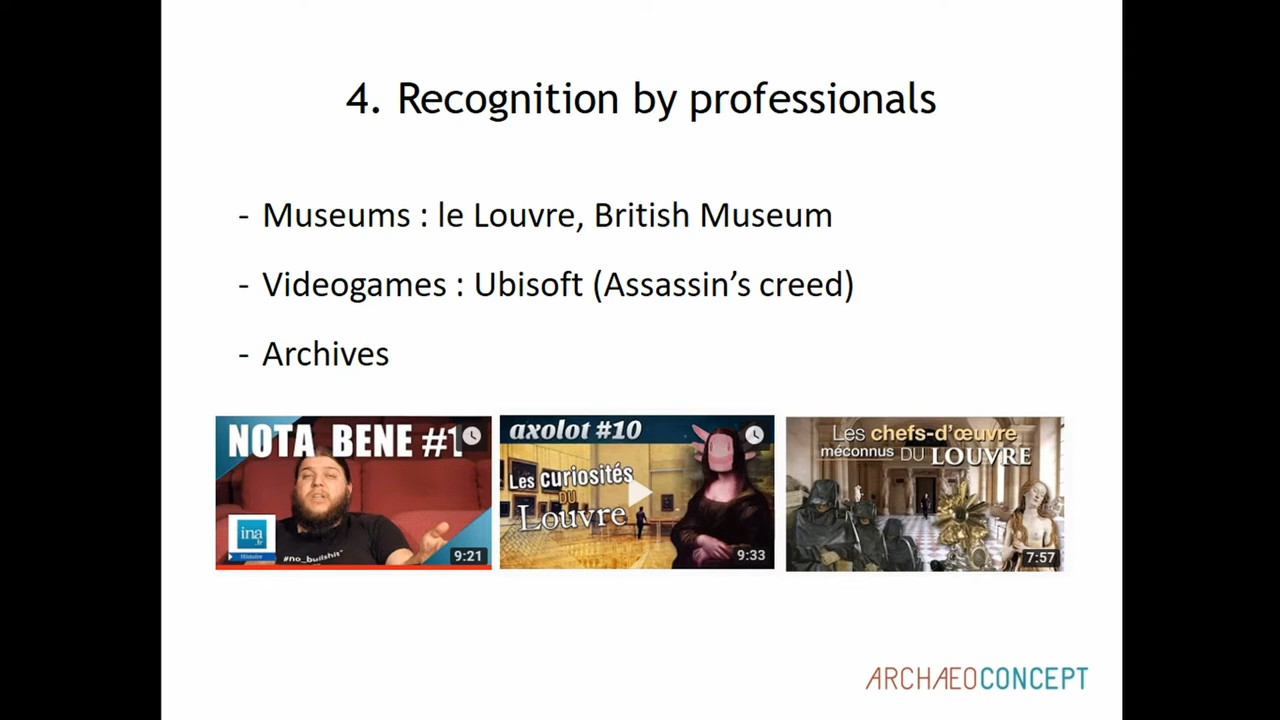 4. Recognition by professionals
- Museums : le Louvre, British Museum
- Videogames : Ubisoft (Assassin’s creed)
- Archives
NOTA BENE #1
ina
.fr
Histoire
#no_bullshit"
9:21
axolot #10
Les curiosités
DU
Louvre
9:33
Les chefs-d’œuvre
méconnus DU LOUVRE
7:57
ARCHAEOCONCEPT